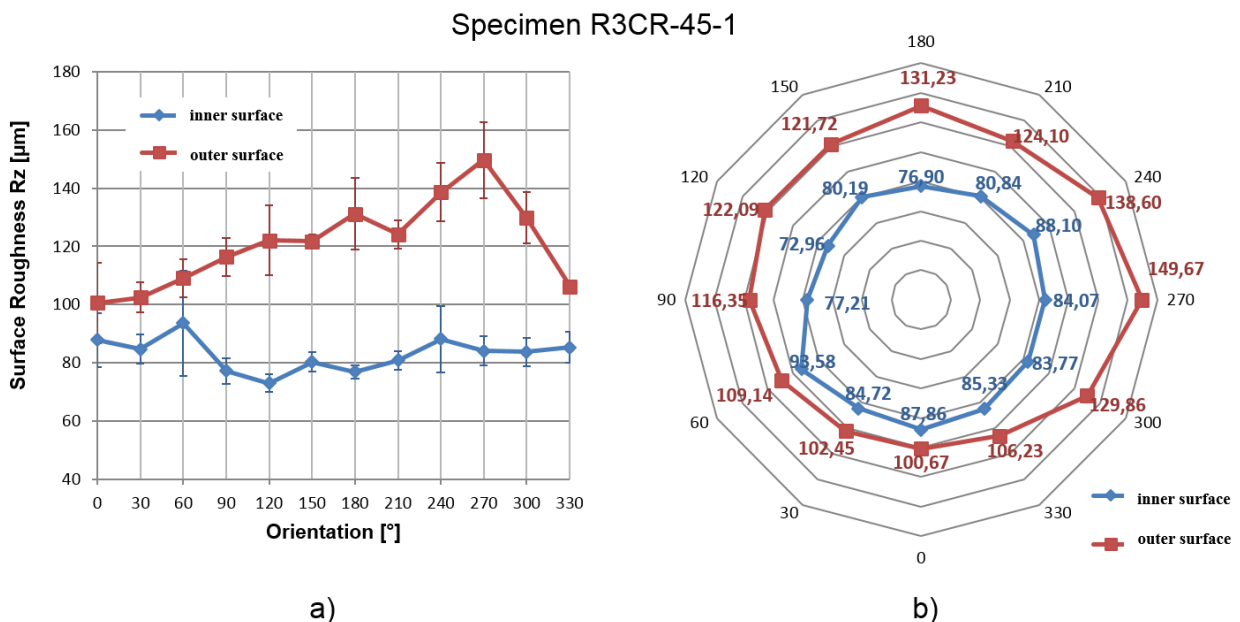 Specimen R3CR-45-1
180
160
140
120
100
80
60
40
Surface Roughness Rz [µm]
inner surface
outer surface
0 30 60 90 120 150 180 210 240 270 300 330
Orientation [°]
a)
180
150 210
120 240
90 270
60 300
30 330
0
131,23
121,72 124,10
122,09 138,60
116,35 149,67
109,14 129,86
102,45 106,23
100,67
76,90
80,19 80,84
72,96 88,10
77,21 84,07
93,58 83,77
84,72 85,33
87,86
inner surface
outer surface
b)